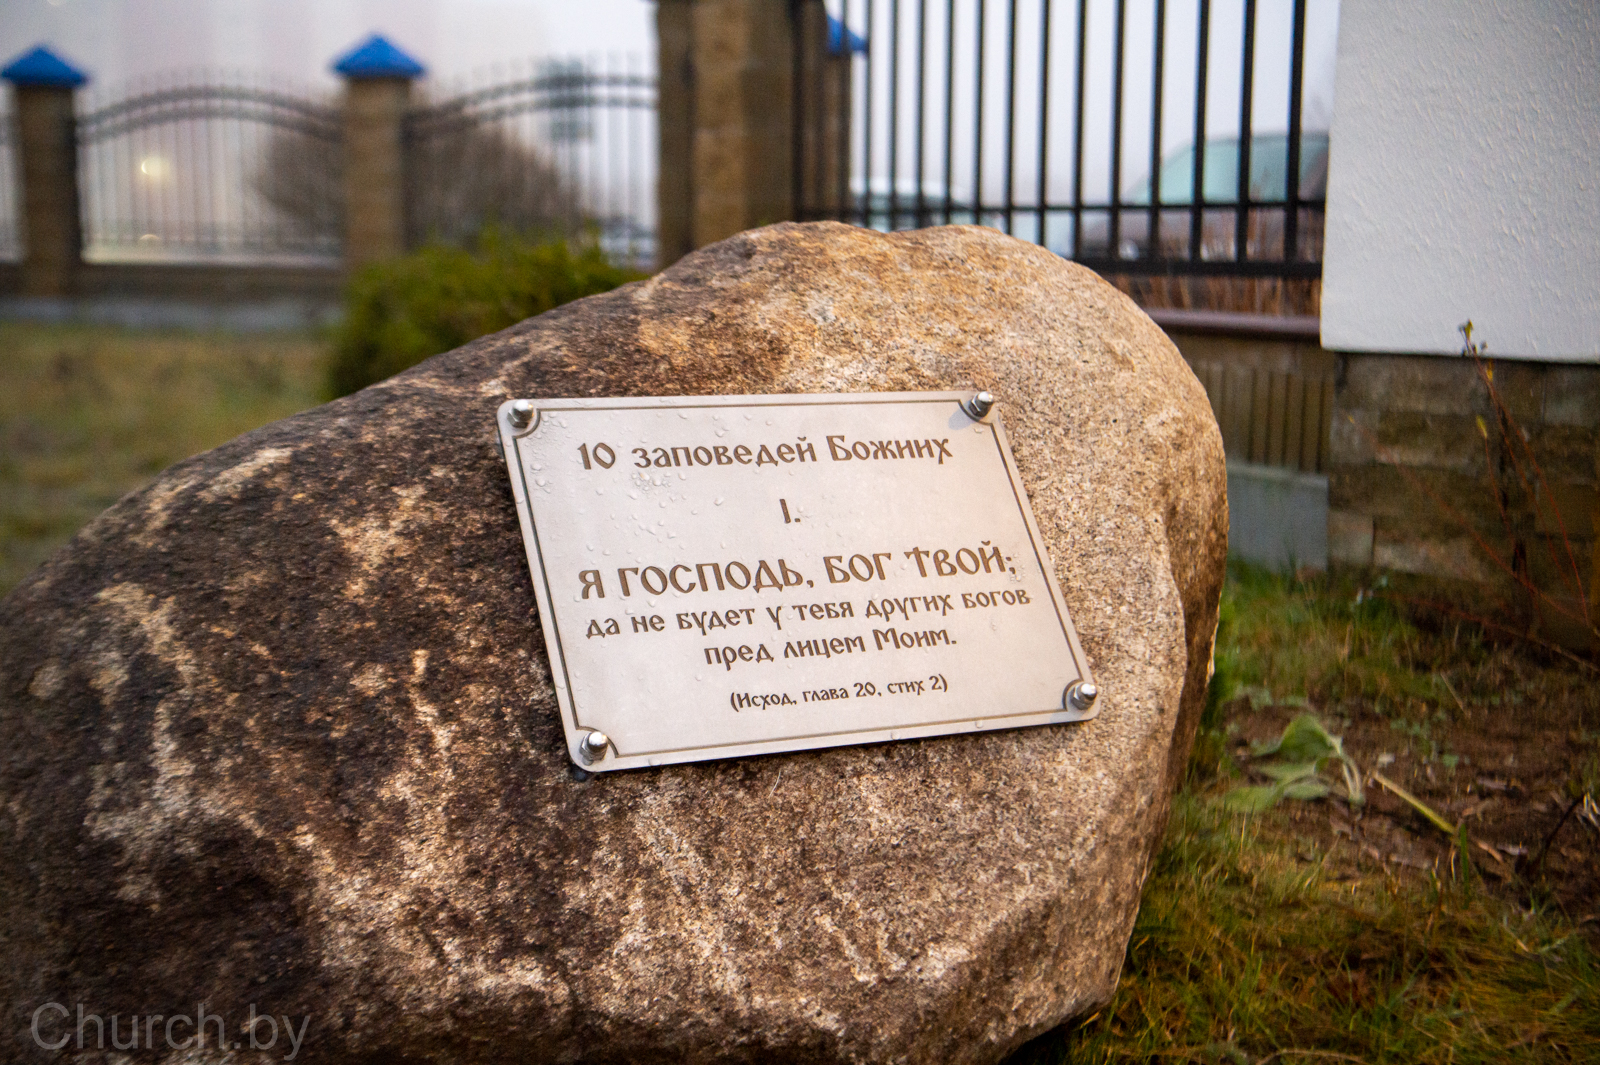 10 заповедей Божиих
I.
Я ГОСПОДЬ, БОГ ТВОЙ;
да не будет у тебя других богов
пред лицем Моим.
(Исход, глава 20, стих 2)
Church.by